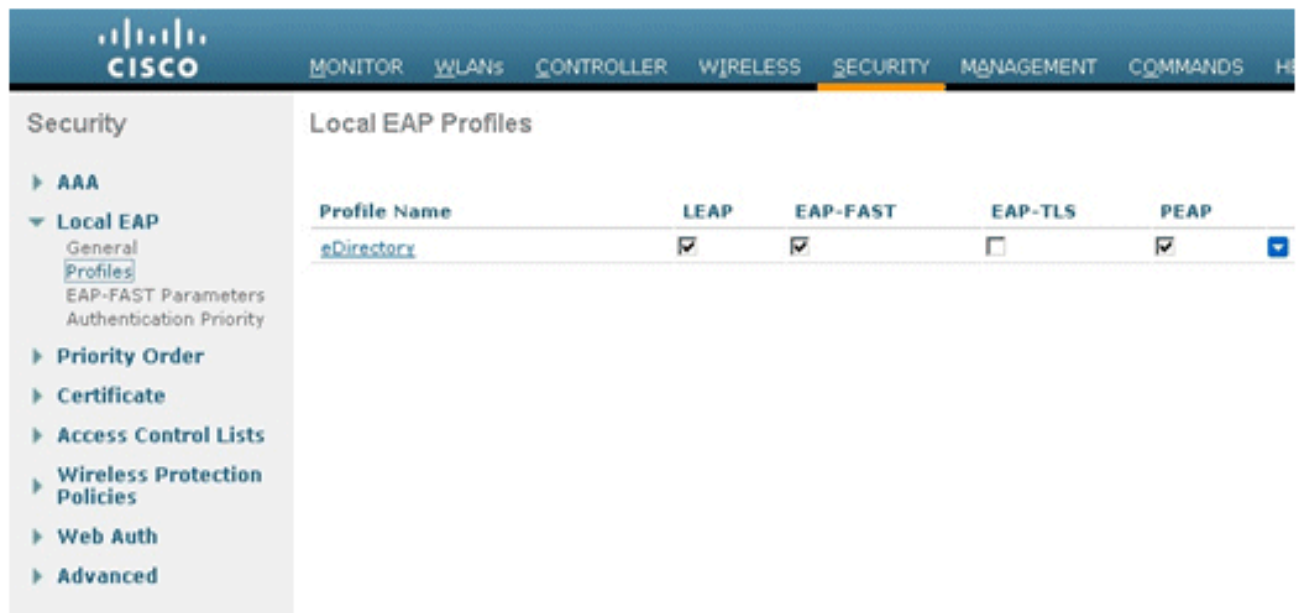 CISCO
MONITOR WLANs CONTROLLER WIRELESS SECURITY MANAGEMENT COMMANDS
Security
AAA
Local EAP
General
Profiles
EAP-FAST Parameters
Authentication Priority
Priority Order
Certificate
Access Control Lists
Wireless Protection
Policies
Web Auth
Advanced
Local EAP Profiles
Profile Name LEAP EAP-FAST EAP-TLS PEAP
eDirectory